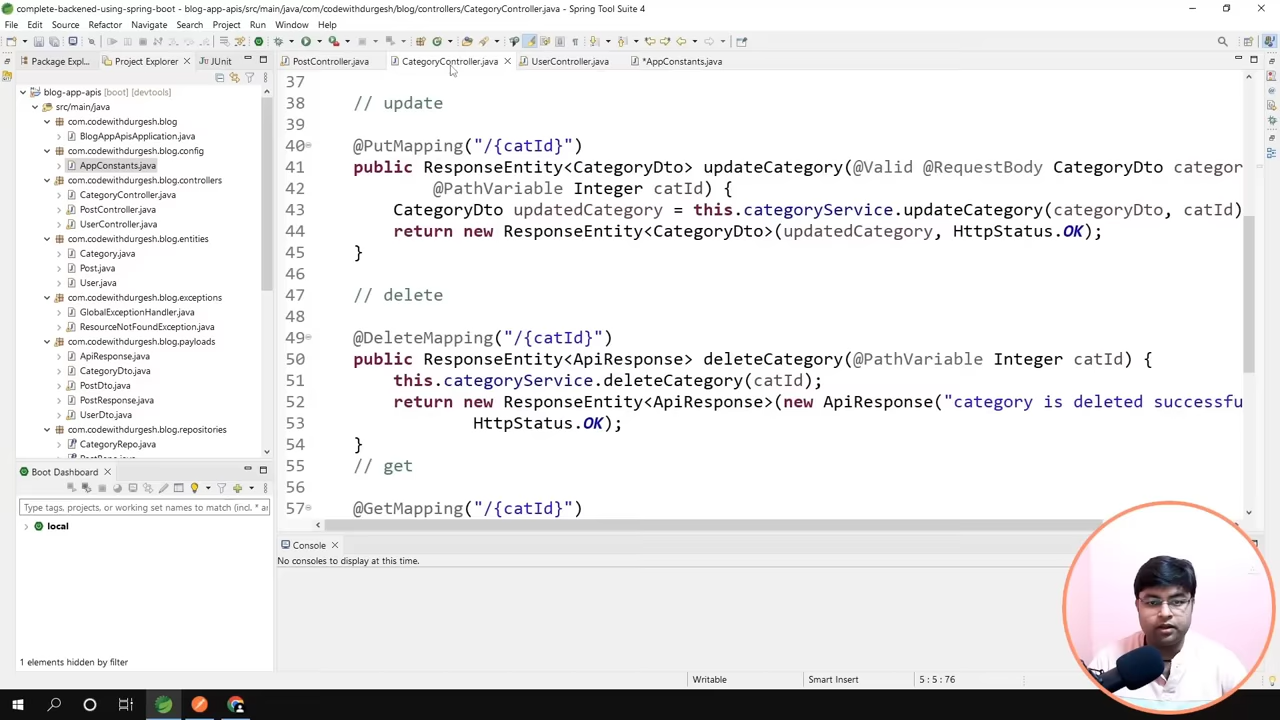 complete-backened-using-spring-boot - blog-app-apis/src/main/java/com/codewithdurgesh/blog/controllers/CategoryController.java - Spring Tool Suite 4
File Edit Source Refactor Navigate Search Project Run Window Help
Package Expl... Project Explorer JUnit
PostController.java CategoryController.java UserController.java *AppConstants.java
blog-app-apis [boot] [devtools]
src/main/java
com.codewithdurgesh.blog
BlogAppApisApplication.java
com.codewithdurgesh.blog.config
AppConstants.java
com.codewithdurgesh.blog.controllers
CategoryController.java
PostController.java
UserController.java
com.codewithdurgesh.blog.entities
Category.java
Post.java
User.java
com.codewithdurgesh.blog.exceptions
GlobalExceptionHandler.java
ResourceNotFoundException.java
com.codewithdurgesh.blog.payloads
ApiResponse.java
CategoryDto.java
PostDto.java
PostResponse.java
UserDto.java
com.codewithdurgesh.blog.repositories
CategoryRepo.java
37
38 // update
39
40 @PutMapping("/{catId}")
41 public ResponseEntity<CategoryDto> updateCategory(@Valid @RequestBody CategoryDto categor
42 @PathVariable Integer catId) {
43 CategoryDto updatedCategory = this.categoryService.updateCategory(categoryDto, catId)
44 return new ResponseEntity<CategoryDto>(updatedCategory, HttpStatus.OK);
45 }
46
47 // delete
48
49 @DeleteMapping("/{catId}")
50 public ResponseEntity<ApiResponse> deleteCategory(@PathVariable Integer catId) {
51 this.categoryService.deleteCategory(catId);
52 return new ResponseEntity<ApiResponse>(new ApiResponse("category is deleted successfu
53 HttpStatus.OK);
54 }
55 // get
56
57 @GetMapping("/{catId}")
Boot Dashboard
Type tags, projects, or working set names to match (incl. * an
local
1 elements hidden by filter
Console
No consoles to display at this time.
Writable Smart Insert 5 : 5 : 76